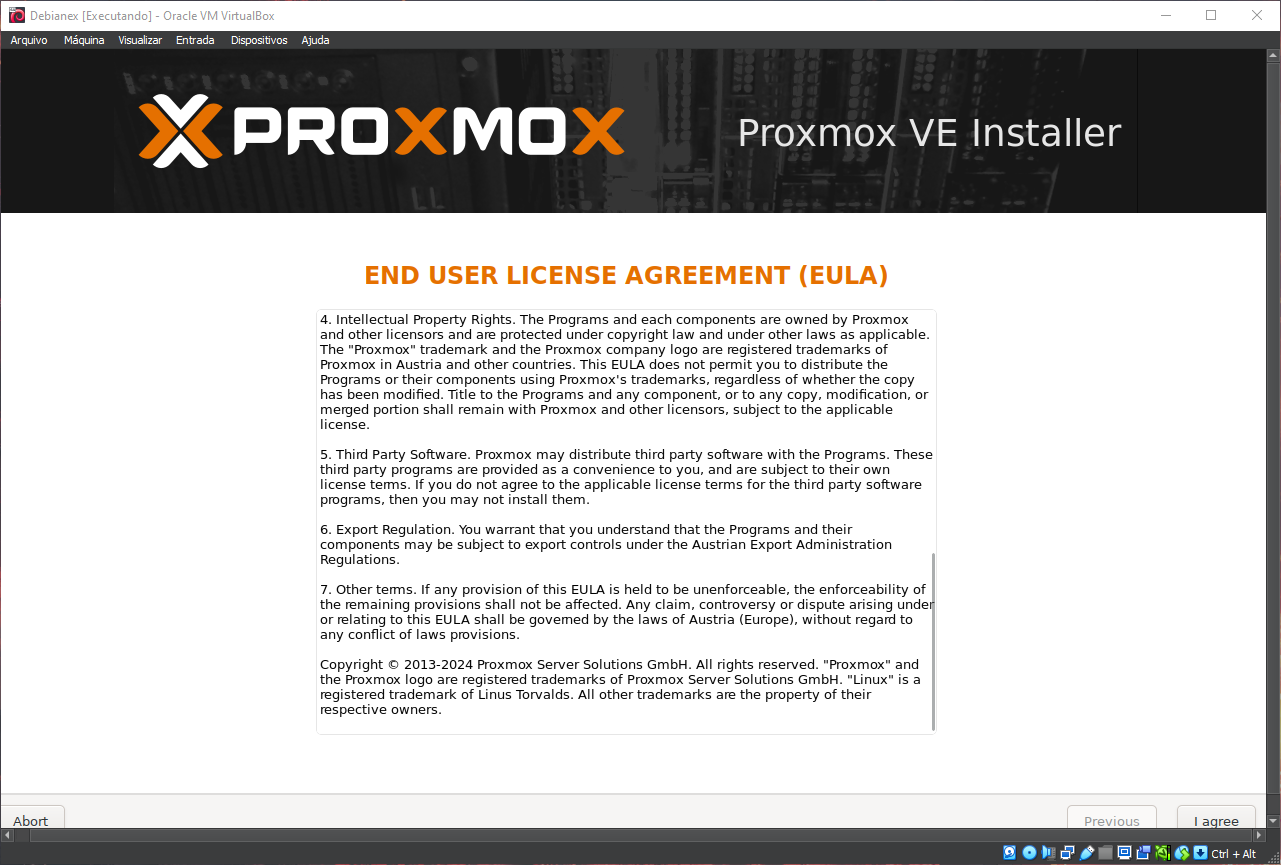 Debianex [Executando] - Oracle VM VirtualBox
Arquivo Máquina Visualizar Entrada Dispositivos Ajuda
PROXMOX
Proxmox VE Installer
LL
END USER LICENSE AGREEMENT (EULA)
4. Intellectual Property Rights. The Programs and each components are owned by Proxmox
and other licensors and are protected under copyright law and under other laws as applicable.
The "Proxmox" trademark and the Proxmox company logo are registered trademarks of
Proxmox in Austria and other countries. This EULA does not permit you to distribute the
Programs or their components using Proxmox's trademarks, regardless of whether the copy
has been modified. Title to the Programs and any component, or to any copy, modification, or
merged portion shall remain with Proxmox and other licensors, subject to the applicable
license.
5. Third Party Software. Proxmox may distribute third party software with the Programs. These
third party programs are provided as a convenience to you, and are subject to their own
license terms. If you do not agree to the applicable license terms for the third party software
programs, then you may not install them.
6. Export Regulation. You warrant that you understand that the Programs and their
components may be subject to export controls under the Austrian Export Administration
Regulations.
7. Other terms. If any provision of this EULA is held to be unenforceable, the enforceability of
the remaining provisions shall not be affected. Any claim, controversy or dispute arising under
or relating to this EULA shall be governed by the laws of Austria (Europe), without regard to
any conflict of laws provisions.
Copyright © 2013-2024 Proxmox Server Solutions GmbH. All rights reserved. "Proxmox" and
the Proxmox logo are registered trademarks of Proxmox Server Solutions GmbH. "Linux" is a
registered trademark of Linus Torvalds. All other trademarks are the property of their
respective owners.
Abort Previous I agree
Ctrl + Alt